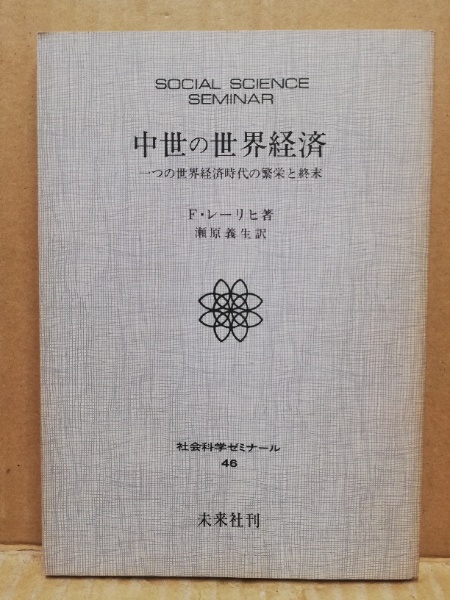 SOCIAL SCIENCE
SEMINAR
中世の世界経済
一つの世界経済時代の繁栄と終末
F・レーリヒ著
瀬原義生訳
社会科学ゼミナール
46
未来社刊